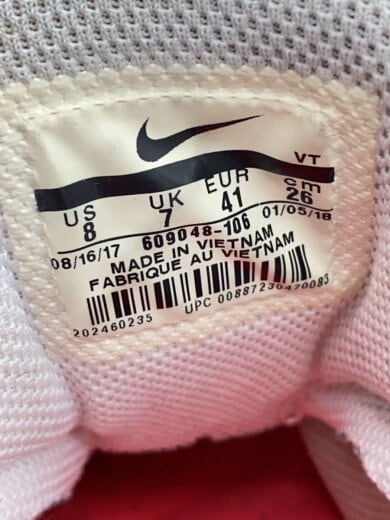 VT
US UK EUR cm
8 7 41 26
08/16/17 609048-106 01/05/18
MADE IN VIETNAM
FABRIQUE AU VIETNAM
202460235 UPC 00887230470083